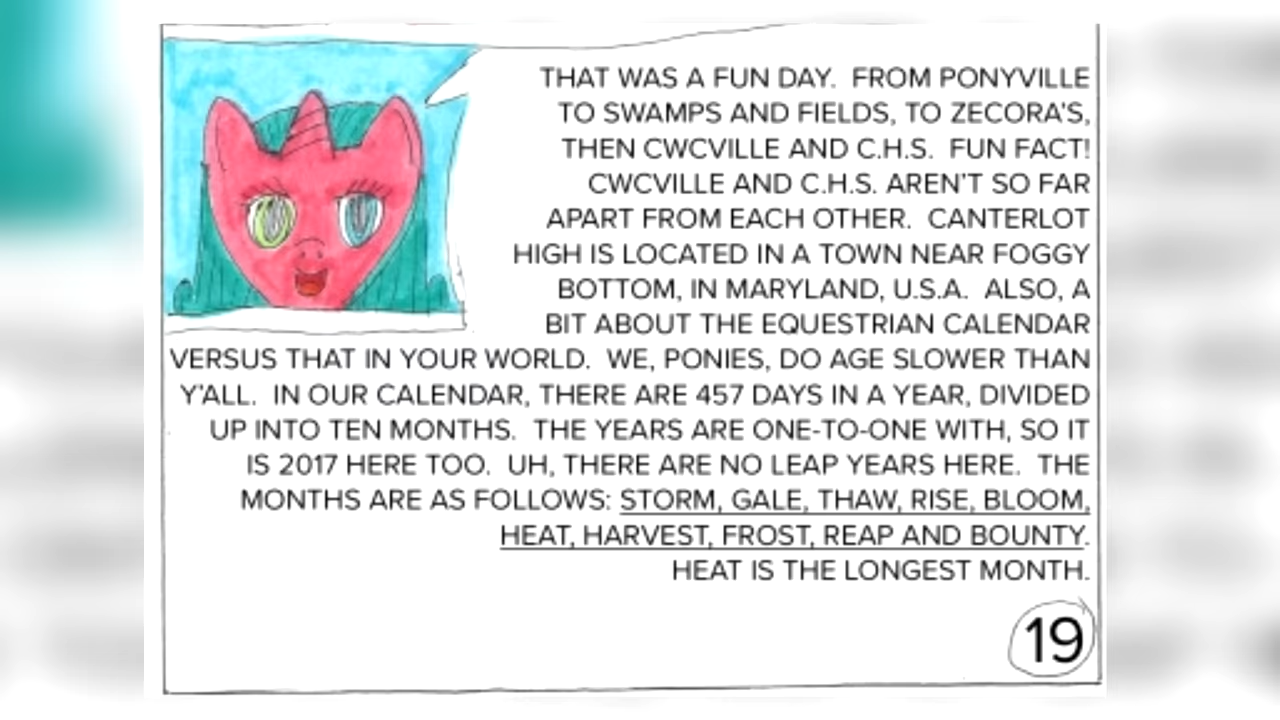 THAT WAS A FUN DAY.  FROM PONYVILLE
TO SWAMPS AND FIELDS, TO ZECORA'S,
THEN CWCVILLE AND C.H.S.  FUN FACT!
CWCVILLE AND C.H.S. AREN'T SO FAR
APART FROM EACH OTHER.  CANTERLOT
HIGH IS LOCATED IN A TOWN NEAR FOGGY
BOTTOM, IN MARYLAND, U.S.A.  ALSO, A
BIT ABOUT THE EQUESTRIAN CALENDAR
VERSUS THAT IN YOUR WORLD.  WE, PONIES, DO AGE SLOWER THAN
Y'ALL.  IN OUR CALENDAR, THERE ARE 457 DAYS IN A YEAR, DIVIDED
UP INTO TEN MONTHS.  THE YEARS ARE ONE-TO-ONE WITH, SO IT
IS 2017 HERE TOO.  UH, THERE ARE NO LEAP YEARS HERE.  THE
MONTHS ARE AS FOLLOWS: STORM, GALE, THAW, RISE, BLOOM,
HEAT, HARVEST, FROST, REAP AND BOUNTY.
HEAT IS THE LONGEST MONTH.
19